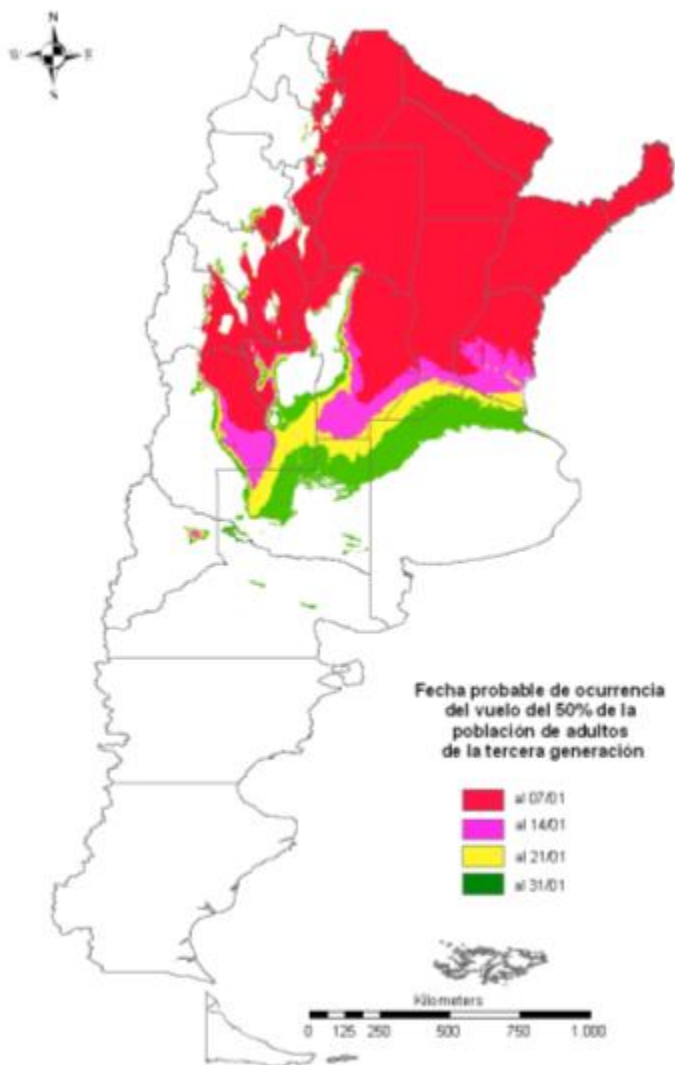 N
S
Fecha probable de ocurrencia
del vuelo del 50% de la
población de adultos
de la tercera generación
al 07/01
al 14/01
al 21/01
al 31/01
Kilometers
0 125 250 500 750 1.000